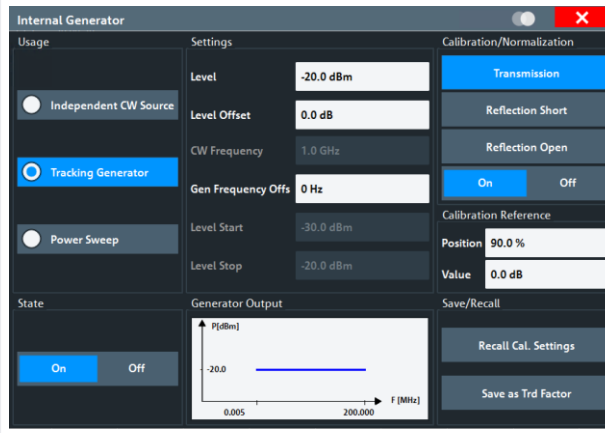 Internal Generator
Usage
Independent CW Source
Tracking Generator
Power Sweep
State
On Off
Settings
Level -20.0 dBm
Level Offset 0.0 dB
CW Frequency 1.0 GHz
Gen Frequency Offs 0 Hz
Level Start -30.0 dBm
Level Stop -20.0 dBm
Generator Output
P[dBm]
-20.0
F [MHz]
0.005 200.000
Calibration/Normalization
Transmission
Reflection Short
Reflection Open
On Off
Calibration Reference
Position 90.0 %
Value 0.0 dB
Save/Recall
Recall Cal. Settings
Save as Trd Factor